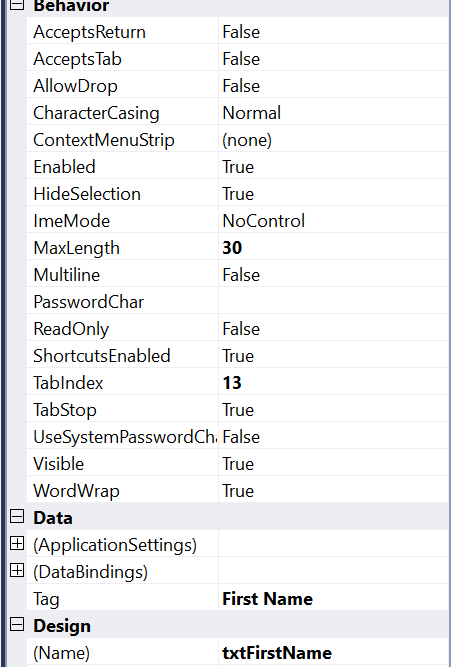 Behavior
AcceptsReturn False
AcceptsTab False
AllowDrop False
CharacterCasing Normal
ContextMenuStrip (none)
Enabled True
HideSelection True
ImeMode NoControl
MaxLength 30
Multiline False
PasswordChar
ReadOnly False
ShortcutsEnabled True
TabIndex 13
TabStop True
UseSystemPasswordCha False
Visible True
WordWrap True
Data
(ApplicationSettings)
(DataBindings)
Tag First Name
Design
(Name) txtFirstName